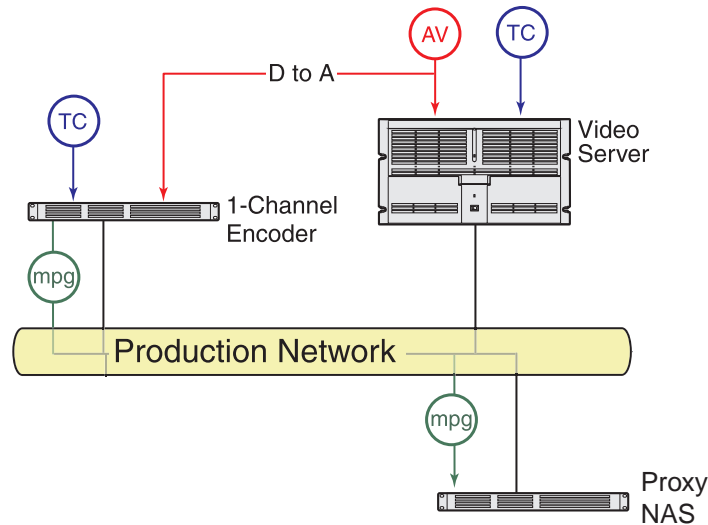 AV
TC
D to A
TC
Video
Server
1-Channel
Encoder
mpg
Production Network
mpg
Proxy
NAS